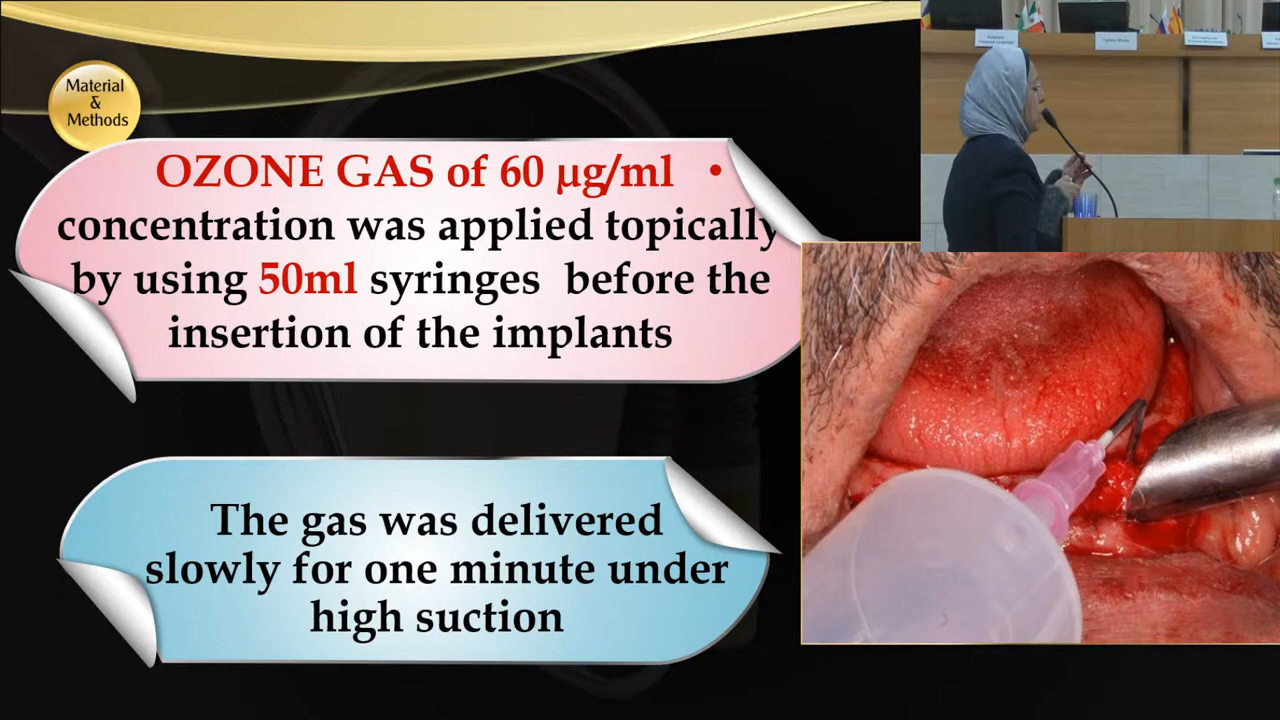 Material
&
Methods
OZONE GAS of 60 µg/ml •
concentration was applied topically
by using 50ml syringes before the
insertion of the implants
The gas was delivered
slowly for one minute under
high suction